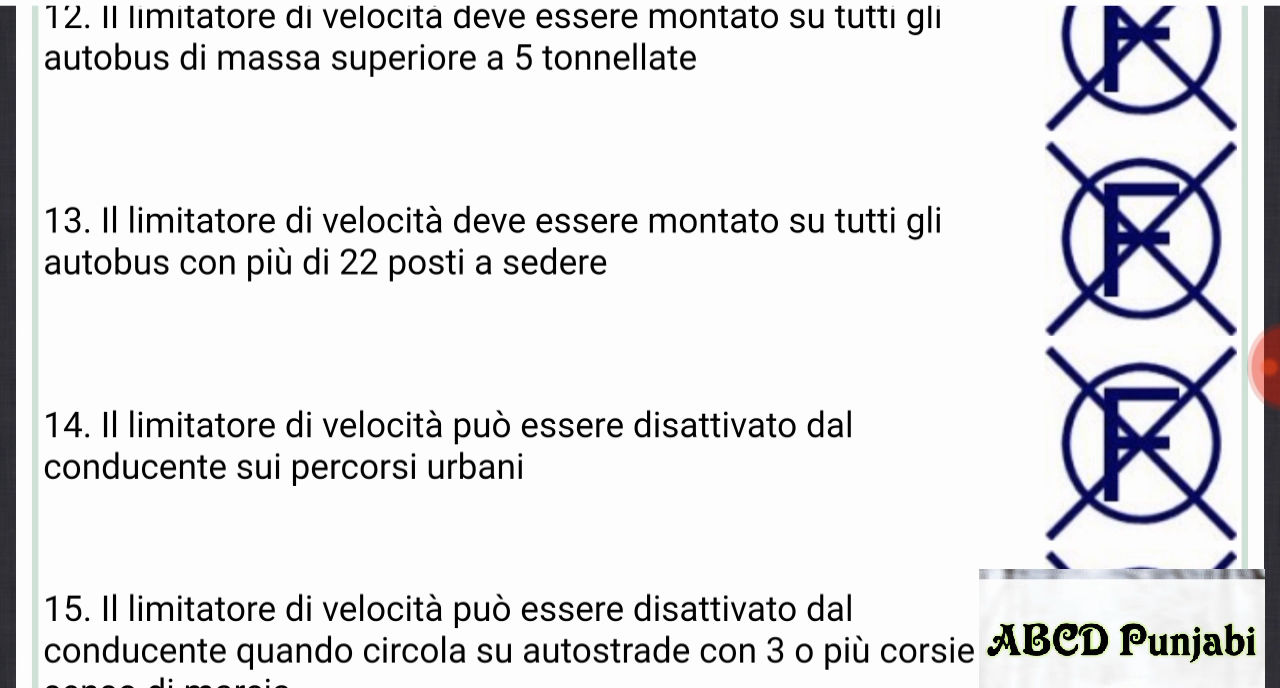 12. Il limitatore di velocità deve essere montato su tutti gli
autobus di massa superiore a 5 tonnellate
F
13. Il limitatore di velocità deve essere montato su tutti gli
autobus con più di 22 posti a sedere
F
14. Il limitatore di velocità può essere disattivato dal
conducente sui percorsi urbani
F
15. Il limitatore di velocità può essere disattivato dal
conducente quando circola su autostrade con 3 o più corsie
senso di marcia
ABCD Punjabi